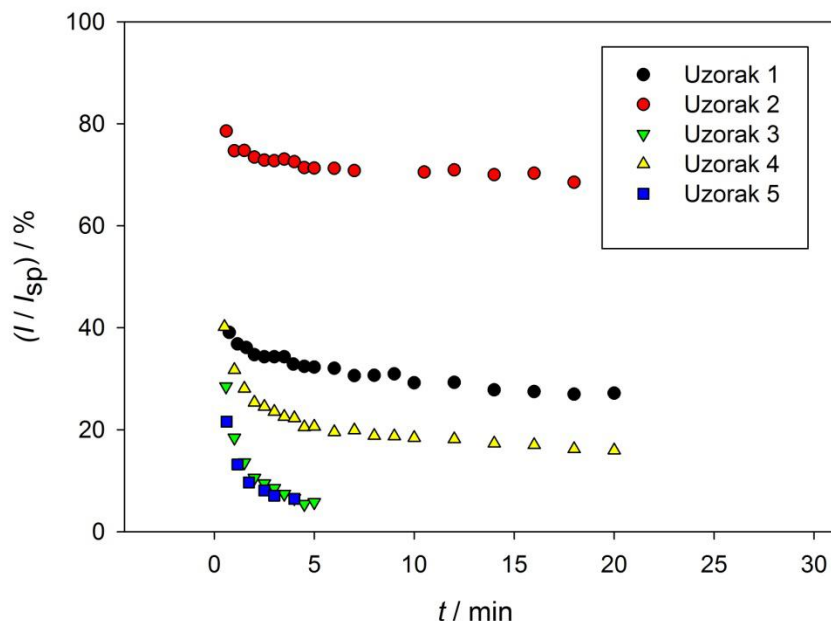 100
80
60
40
20
0
(I / Isp) / %
Uzorak 1
Uzorak 2
Uzorak 3
Uzorak 4
Uzorak 5
0 5 10 15 20 25 30
t / min